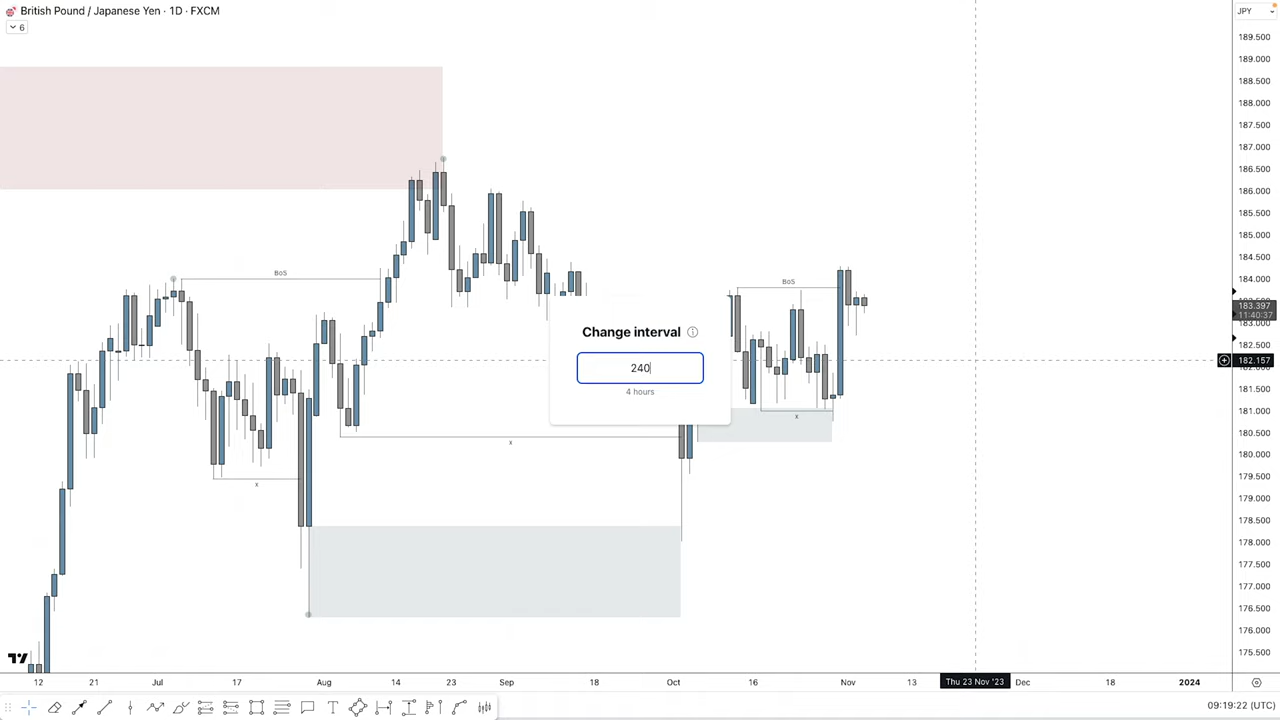 British Pound / Japanese Yen · 1D · FXCM
6
JPY
189.500
189.000
188.500
188.000
187.500
187.000
186.500
186.000
185.500
185.000
184.500
184.000
183.397
11:40:37
183.000
182.500
182.157
181.500
181.000
180.500
180.000
179.500
179.000
178.500
178.000
177.500
177.000
176.500
176.000
175.500
BoS
BoS
x
x
x
Change interval
240
4 hours
12 21 Jul 17 Aug 14 23 Sep 18 Oct 16 Nov 13 Thu 23 Nov '23 Dec 18 2024
09:19:22 (UTC)